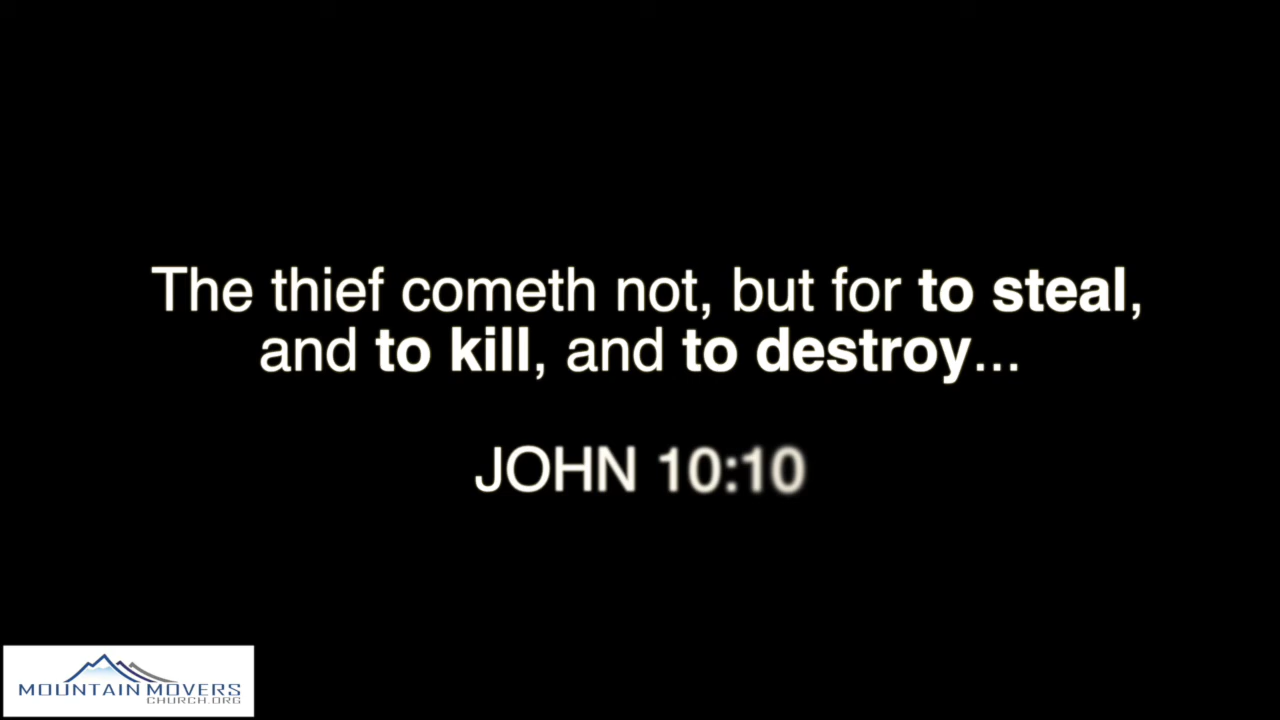 The thief cometh not, but for to steal,
and to kill, and to destroy...
JOHN 10:10
MOUNTAIN MOVERS
CHURCH.ORG